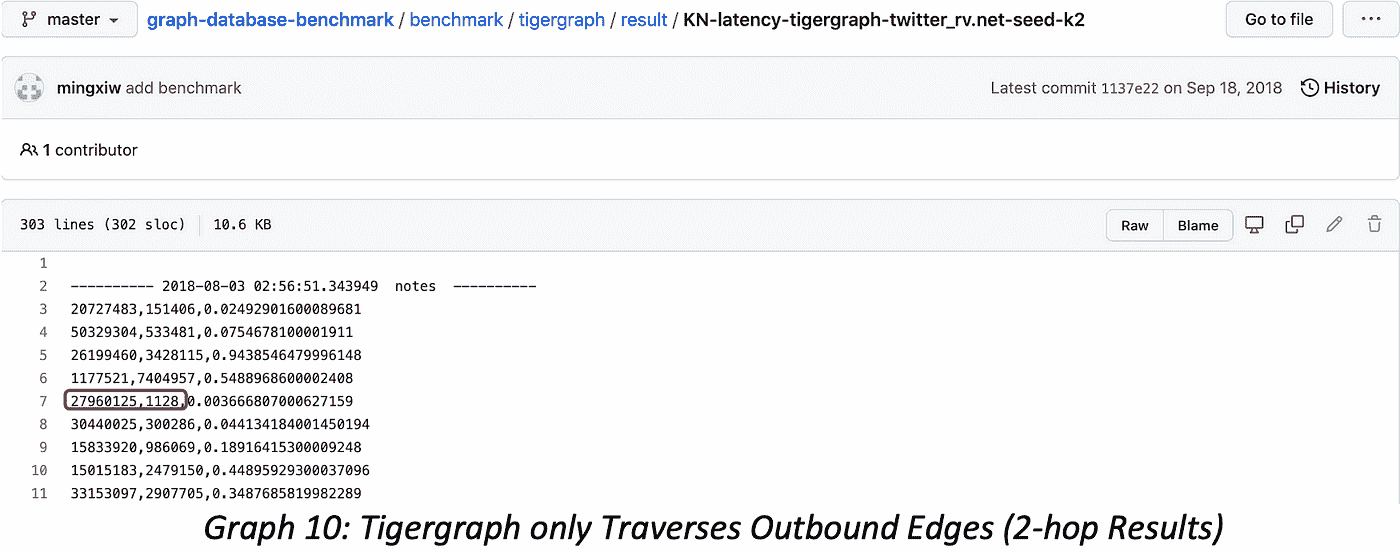 master graph-database-benchmark / benchmark / tigergraph / result / KN-latency-tigergraph-twitter_rv.net-seed-k2 Go to file ...
mingxiw add benchmark Latest commit 1137e22 on Sep 18, 2018 History
1 contributor
303 lines (302 sloc) 10.6 KB Raw Blame
1
2 ---------- 2018-08-03 02:56:51.343949 notes ----------
3 20727483,151406,0.02492901600089681
4 50329304,533481,0.0754678100001911
5 26199460,3428115,0.9438546479996148
6 1177521,7404957,0.5488968600002408
7 27960125,1128,0.003666807000627159
8 30440025,300286,0.044134184001450194
9 15833920,986069,0.18916415300009248
10 15015183,2479150,0.44895929300037096
11 33153097,2907705,0.3487685819982289
Graph 10: Tigergraph only Traverses Outbound Edges (2-hop Results)